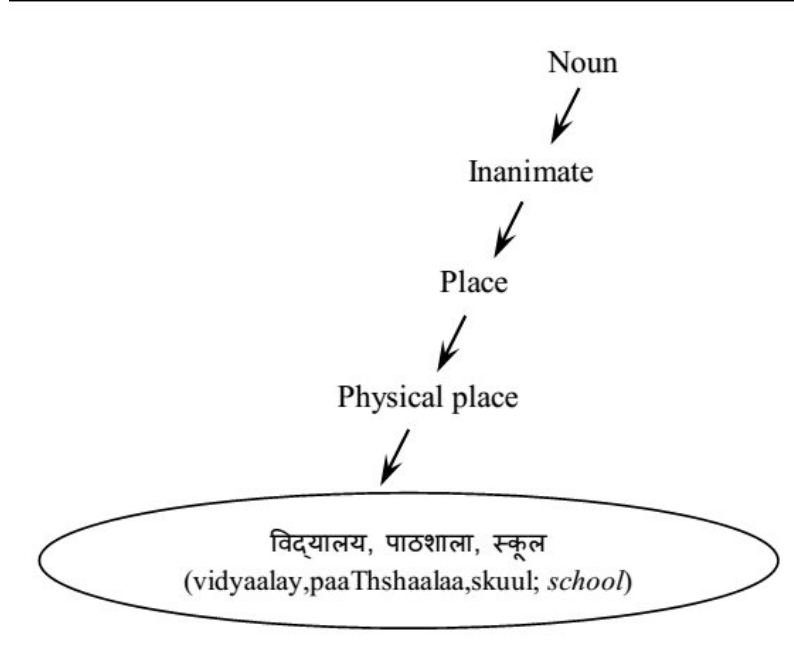 Noun
Inanimate
Place
Physical place
विद्‌यालय, पाठशाला, स्कूल
(vidyaalay,paaThshaalaa,skuul; school)